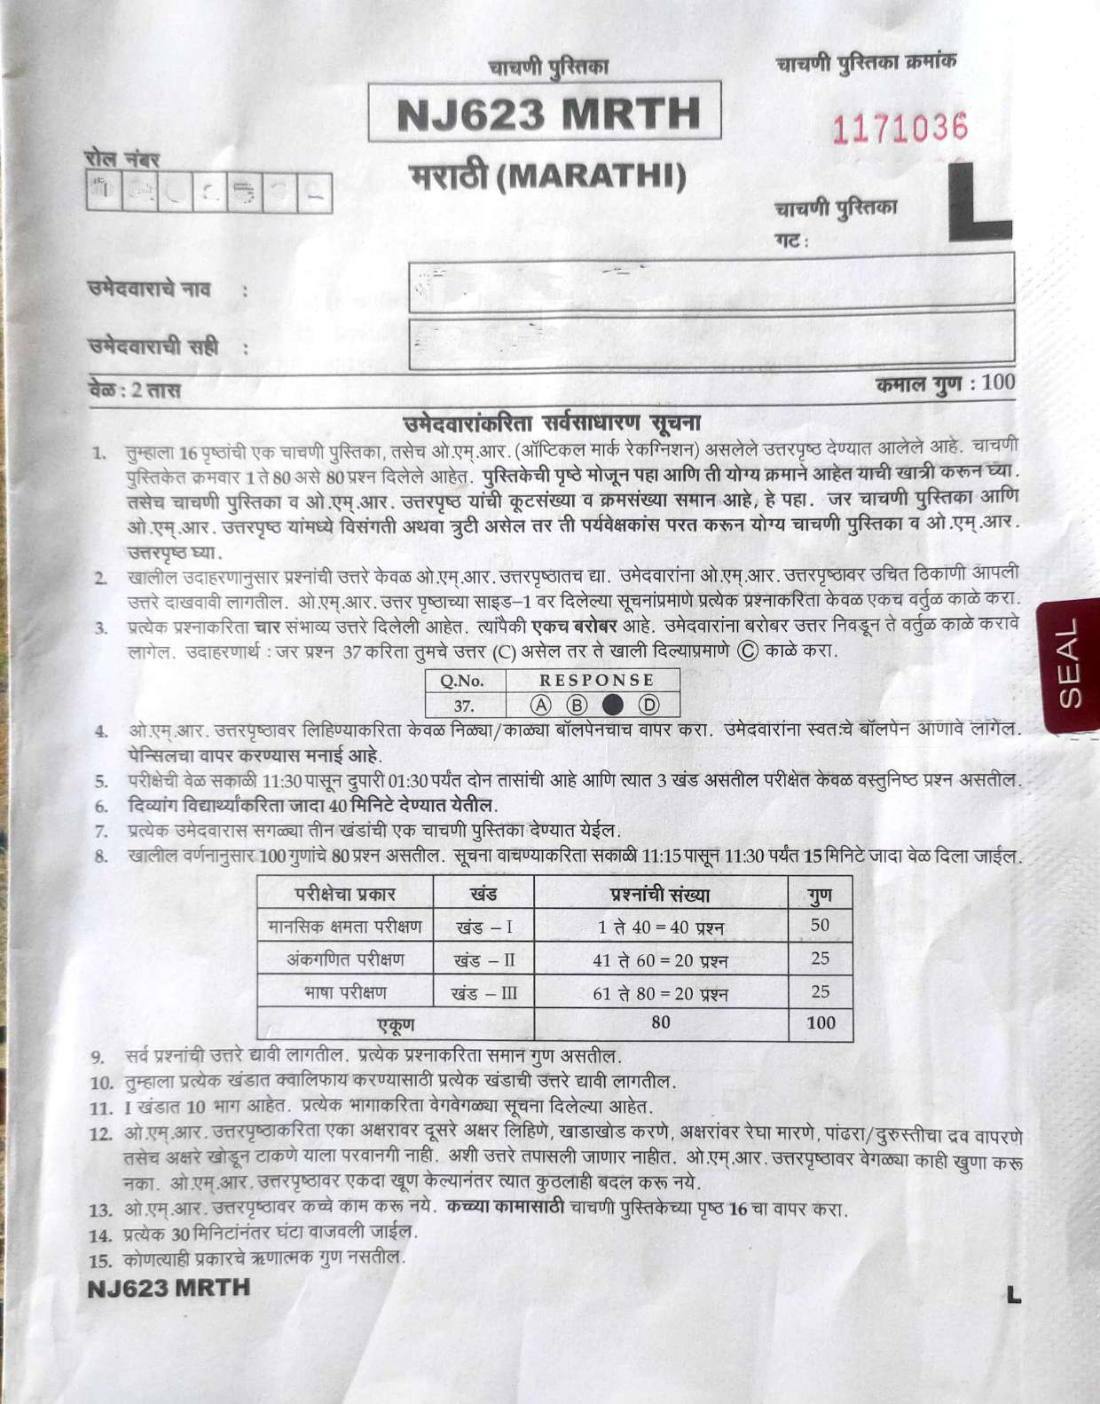 चाचणी पुस्तिका
चाचणी पुस्तिका क्रमांक
NJ623 MRTH
1171036
रोल नंबर
मराठी (MARATHI)
चाचणी पुस्तिका
गट :
L
उमेदवाराचे नाव :
उमेदवाराची सही :
वेळ : 2 तास
कमाल गुण : 100
उमेदवारांकरिता सर्वसाधारण सूचना
1. तुम्हाला 16 पृष्ठांची एक चाचणी पुस्तिका, तसेच ओ.एम्.आर. (ऑप्टिकल मार्क रेकग्निशन) असलेले उत्तरपृष्ठ देण्यात आलेले आहे. चाचणी
पुस्तिकेत क्रमवार 1 ते 80 असे 80 प्रश्न दिलेले आहेत. पुस्तिकेची पृष्ठे मोजून पहा आणि ती योग्य क्रमाने आहेत याची खात्री करून घ्या.
तसेच चाचणी पुस्तिका व ओ.एम्.आर. उत्तरपृष्ठ यांची कूटसंख्या व क्रमसंख्या समान आहे, हे पहा. जर चाचणी पुस्तिका आणि
ओ.एम्.आर. उत्तरपृष्ठ यांमध्ये विसंगती अथवा त्रुटी असेल तर ती पर्यवेक्षकांस परत करून योग्य चाचणी पुस्तिका व ओ.एम्.आर.
उत्तरपृष्ठ घ्या.
2. खालील उदाहरणानुसार प्रश्नांची उत्तरे केवळ ओ.एम्.आर. उत्तरपृष्ठातच द्या. उमेदवारांना ओ.एम्.आर. उत्तरपृष्ठावर उचित ठिकाणी आपली
उत्तरे दाखवावी लागतील. ओ.एम्.आर. उत्तर पृष्ठाच्या साइड–1 वर दिलेल्या सूचनांप्रमाणे प्रत्येक प्रश्नाकरिता केवळ एकच वर्तुळ काळे करा.
3. प्रत्येक प्रश्नाकरिता चार संभाव्य उत्तरे दिलेली आहेत. त्यांपैकी एकच बरोबर आहे. उमेदवारांना बरोबर उत्तर निवडून ते वर्तुळ काळे करावे
लागेल. उदाहरणार्थ : जर प्रश्न 37 करिता तुमचे उत्तर (C) असेल तर ते खाली दिल्याप्रमाणे Ⓒ काळे करा.
Q.No. RESPONSE
37. Ⓐ Ⓑ ● Ⓓ
4. ओ.एम्.आर. उत्तरपृष्ठावर लिहिण्याकरिता केवळ निळ्या/काळ्या बॉलपेनचाच वापर करा. उमेदवारांना स्वतःचे बॉलपेन आणावे लागेल.
पेन्सिलचा वापर करण्यास मनाई आहे.
5. परीक्षेची वेळ सकाळी 11:30 पासून दुपारी 01:30 पर्यंत दोन तासांची आहे आणि त्यात 3 खंड असतील परीक्षेत केवळ वस्तुनिष्ठ प्रश्न असतील.
6. दिव्यांग विद्यार्थ्यांकरिता जादा 40 मिनिटे देण्यात येतील.
7. प्रत्येक उमेदवारास सगळ्या तीन खंडांची एक चाचणी पुस्तिका देण्यात येईल.
8. खालील वर्णनानुसार 100 गुणांचे 80 प्रश्न असतील. सूचना वाचण्याकरिता सकाळी 11:15 पासून 11:30 पर्यंत 15 मिनिटे जादा वेळ दिला जाईल.
परीक्षेचा प्रकार खंड प्रश्नांची संख्या गुण
मानसिक क्षमता परीक्षण खंड – I 1 ते 40 = 40 प्रश्न 50
अंकगणित परीक्षण खंड – II 41 ते 60 = 20 प्रश्न 25
भाषा परीक्षण खंड – III 61 ते 80 = 20 प्रश्न 25
एकूण 80 100
9. सर्व प्रश्नांची उत्तरे द्यावी लागतील. प्रत्येक प्रश्नाकरिता समान गुण असतील.
10. तुम्हाला प्रत्येक खंडात क्वालिफाय करण्यासाठी प्रत्येक खंडाची उत्तरे द्यावी लागतील.
11. I खंडात 10 भाग आहेत. प्रत्येक भागाकरिता वेगवेगळ्या सूचना दिलेल्या आहेत.
12. ओ.एम्.आर. उत्तरपृष्ठाकरिता एका अक्षरावर दूसरे अक्षर लिहिणे, खाडाखोड करणे, अक्षरांवर रेघा मारणे, पांढरा/दुरुस्तीचा द्रव वापरणे
तसेच अक्षरे खोडून टाकणे याला परवानगी नाही. अशी उत्तरे तपासली जाणार नाहीत. ओ.एम्.आर. उत्तरपृष्ठावर वेगळ्या काही खुणा करू
नका. ओ.एम्.आर. उत्तरपृष्ठावर एकदा खूण केल्यानंतर त्यात कुठलाही बदल करू नये.
13. ओ.एम्.आर. उत्तरपृष्ठावर कच्चे काम करू नये. कच्च्या कामासाठी चाचणी पुस्तिकेच्या पृष्ठ 16 चा वापर करा.
14. प्रत्येक 30 मिनिटांनंतर घंटा वाजवली जाईल.
15. कोणत्याही प्रकारचे ऋणात्मक गुण नसतील.
NJ623 MRTH
L
SEAL